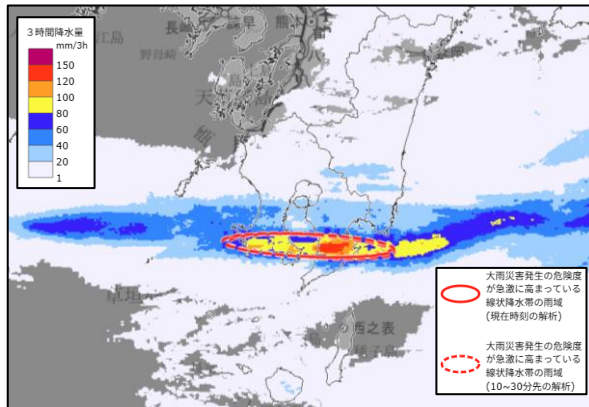 3時間降水量
mm/3h
150
120
100
80
60
40
20
1
長崎
諫早
熊本
野母崎
天
草垣
西之表
種子島
大雨災害発生の危険度
が急激に高まっている
線状降水帯の雨域
(現在時刻の解析)
大雨災害発生の危険度
が急激に高まっている
線状降水帯の雨域
(10~30分先の解析)